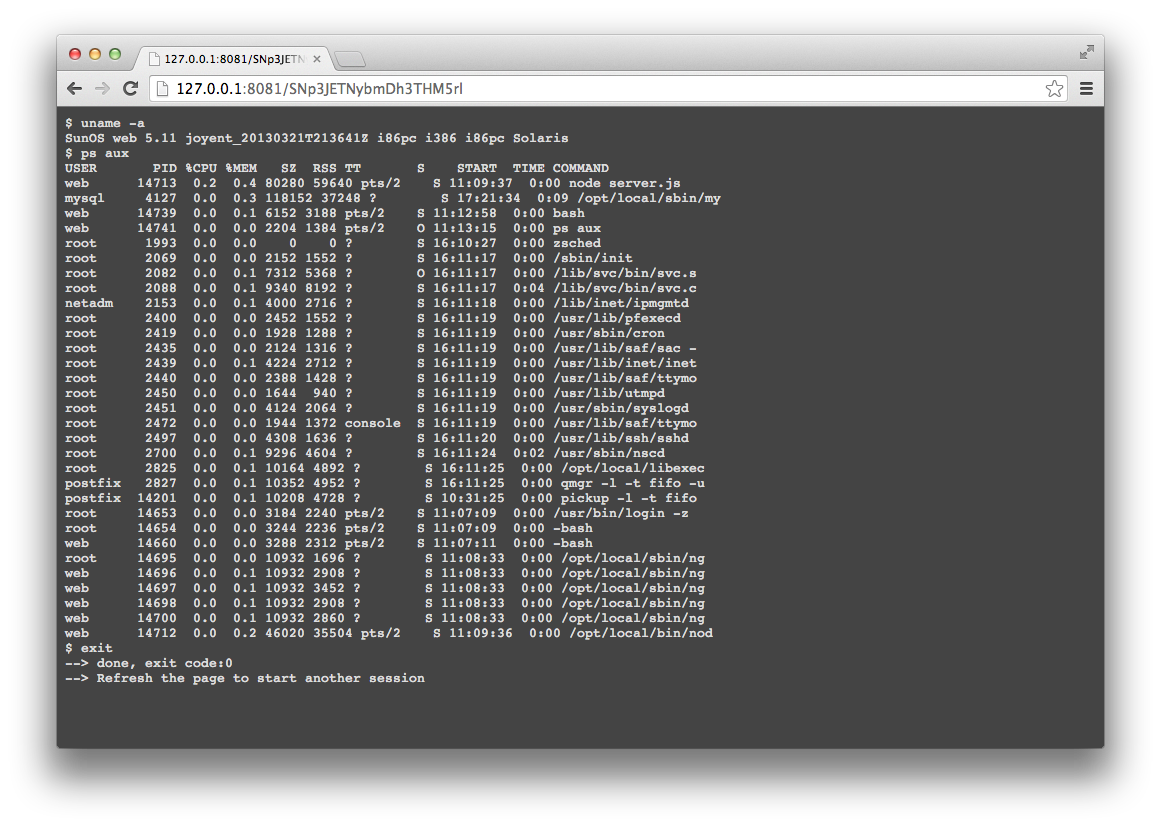 127.0.0.1:8081/SNp3JETN
127.0.0.1:8081/SNp3JETNybmDh3THM5rl
$ uname -a
SunOS web 5.11 joyent_20130321T213641Z i86pc i386 i86pc Solaris
$ ps aux
USER       PID %CPU %MEM   SZ  RSS TT       S    START  TIME COMMAND
web      14713  0.2  0.4 80280 59640 pts/2    S 11:09:37  0:00 node server.js
mysql     4127  0.0  0.3 118152 37248 ?        S 17:21:34  0:09 /opt/local/sbin/my
web      14739  0.0  0.1 6152 3188 pts/2    S 11:12:58  0:00 bash
web      14741  0.0  0.0 2204 1384 pts/2    O 11:13:15  0:00 ps aux
root      1993  0.0  0.0    0    0 ?        S 16:10:27  0:00 zsched
root      2069  0.0  0.0 2152 1552 ?        S 16:11:17  0:00 /sbin/init
root      2082  0.0  0.1 7312 5368 ?        O 16:11:17  0:00 /lib/svc/bin/svc.s
root      2088  0.0  0.1 9340 8192 ?        S 16:11:17  0:04 /lib/svc/bin/svc.c
netadm    2153  0.0  0.1 4000 2716 ?        S 16:11:18  0:00 /lib/inet/ipmgmtd
root      2400  0.0  0.0 2452 1552 ?        S 16:11:19  0:00 /usr/lib/pfexecd
root      2419  0.0  0.0 1928 1288 ?        S 16:11:19  0:00 /usr/sbin/cron
root      2435  0.0  0.0 2124 1316 ?        S 16:11:19  0:00 /usr/lib/saf/sac -
root      2439  0.0  0.1 4224 2712 ?        S 16:11:19  0:00 /usr/lib/inet/inet
root      2440  0.0  0.0 2388 1428 ?        S 16:11:19  0:00 /usr/lib/saf/ttymo
root      2450  0.0  0.0 1644  940 ?        S 16:11:19  0:00 /usr/lib/utmpd
root      2451  0.0  0.0 4124 2064 ?        S 16:11:19  0:00 /usr/sbin/syslogd
root      2472  0.0  0.0 1944 1372 console  S 16:11:19  0:00 /usr/lib/saf/ttymo
root      2497  0.0  0.0 4308 1636 ?        S 16:11:20  0:00 /usr/lib/ssh/sshd
root      2700  0.0  0.1 9296 4604 ?        S 16:11:24  0:02 /usr/sbin/nscd
root      2825  0.0  0.1 10164 4892 ?        S 16:11:25  0:00 /opt/local/libexec
postfix   2827  0.0  0.1 10352 4952 ?        S 16:11:25  0:00 qmgr -l -t fifo -u
postfix  14201  0.0  0.1 10208 4728 ?        S 10:31:25  0:00 pickup -l -t fifo
root     14653  0.0  0.0 3184 2240 pts/2    S 11:07:09  0:00 /usr/bin/login -z
root     14654  0.0  0.0 3244 2236 pts/2    S 11:07:09  0:00 -bash
web      14660  0.0  0.0 3288 2312 pts/2    S 11:07:11  0:00 -bash
root     14695  0.0  0.0 10932 1696 ?        S 11:08:33  0:00 /opt/local/sbin/ng
web      14696  0.0  0.1 10932 2908 ?        S 11:08:33  0:00 /opt/local/sbin/ng
web      14697  0.0  0.1 10932 3452 ?        S 11:08:33  0:00 /opt/local/sbin/ng
web      14698  0.0  0.1 10932 2908 ?        S 11:08:33  0:00 /opt/local/sbin/ng
web      14700  0.0  0.1 10932 2860 ?        S 11:08:33  0:00 /opt/local/sbin/ng
web      14712  0.0  0.2 46020 35504 pts/2    S 11:09:36  0:00 /opt/local/bin/nod
$ exit
--> done, exit code:0
--> Refresh the page to start another session